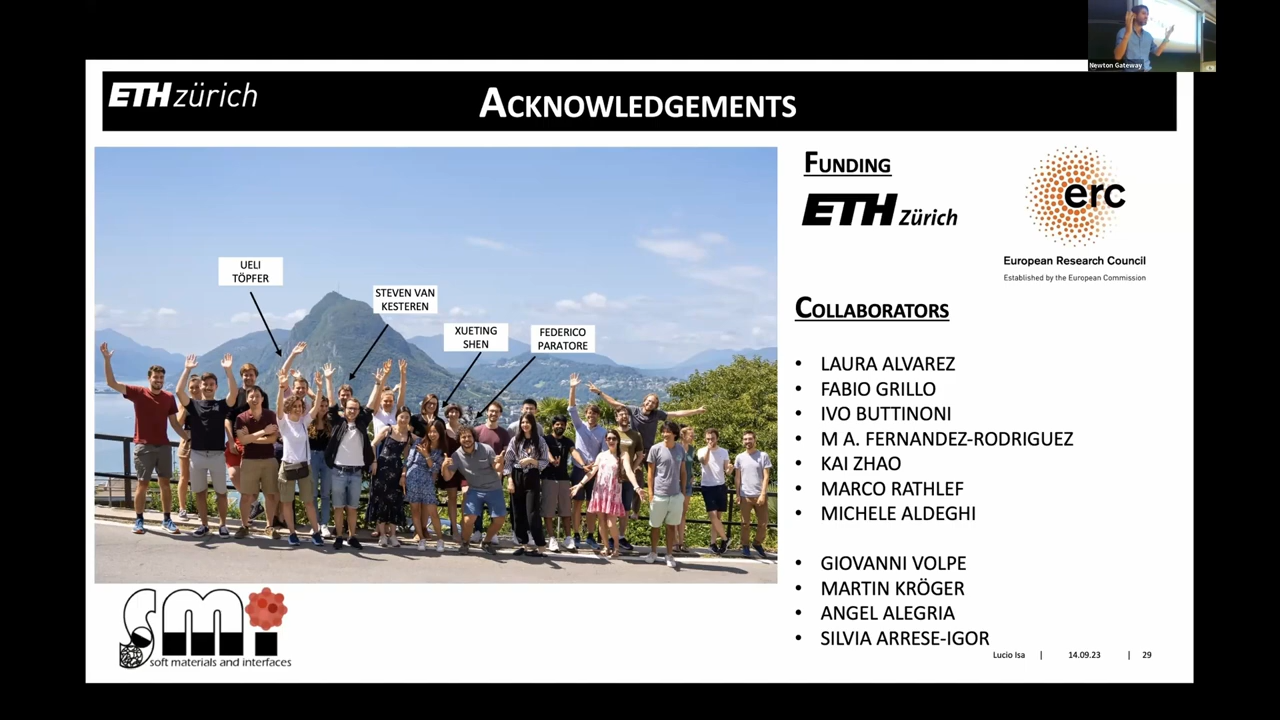 Newton Gateway
ETH zürich
ACKNOWLEDGEMENTS
UELI
TÖPFER
STEVEN VAN
KESTEREN
XUETING
SHEN
FEDERICO
PARATORE
smi
soft materials and interfaces
FUNDING
ETH Zürich
erc
European Research Council
Established by the European Commission
COLLABORATORS
• LAURA ALVAREZ
• FABIO GRILLO
• IVO BUTTINONI
• M A. FERNANDEZ-RODRIGUEZ
• KAI ZHAO
• MARCO RATHLEF
• MICHELE ALDEGHI
• GIOVANNI VOLPE
• MARTIN KRÖGER
• ANGEL ALEGRIA
• SILVIA ARRESE-IGOR
Lucio Isa | 14.09.23 | 29